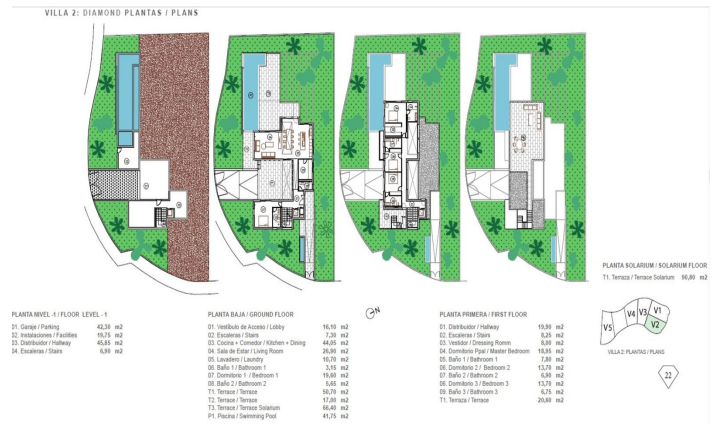 VILLA 2: DIAMOND PLANTAS / PLANS
PLANTA SOLARIUM / SOLARIUM FLOOR
T1. Terraza / Terrace Solarium 90,80 m2
PLANTA NIVEL -1 / FLOOR LEVEL - 1
01. Garaje / Parking 42,30 m2
02. Instalaciones / Facilities 19,75 m2
03. Distribuidor / Hallway 45,85 m2
04. Escaleras / Stairs 6,90 m2
PLANTA BAJA / GROUND FLOOR
01. Vestíbulo de Acceso / Lobby 16,10 m2
02. Escaleras / Stairs 7,30 m2
03. Cocina + Comedor / Kitchen + Dining 44,05 m2
04. Sala de Estar / Living Room 26,90 m2
05. Lavadero / Laundry 10,70 m2
06. Baño 1 / Bathroom 1 3,15 m2
07. Dormitorio 1 / Bedroom 1 19,60 m2
08. Baño 2 / Bathroom 2 5,65 m2
T1. Terrace / Terrace 50,70 m2
T2. Terrace / Terrace 17,00 m2
T3. Terrace / Terrace Solarium 66,40 m2
P1. Piscina / Swimming Pool 41,75 m2
N
PLANTA PRIMERA / FIRST FLOOR
01. Distribuidor / Hallway 19,90 m2
02. Escaleras / Stairs 8,25 m2
03. Vestidor / Dressing Romm 8,80 m2
04. Dormitorio Ppal / Master Bedroom 18,95 m2
05. Baño 1 / Bathroom 1 7,80 m2
06. Dormitorio 2 / Bedroom 2 13,70 m2
07. Baño 2 / Bathroom 2 6,90 m2
08. Dormitorio 3 / Bedroom 3 13,70 m2
09. Baño 3 / Bathroom 3 6,75 m2
T1. Terraza / Terrace 20,60 m2
V5 V4 V3 V1
V2
VILLA 2: PLANTAS / PLANS
22